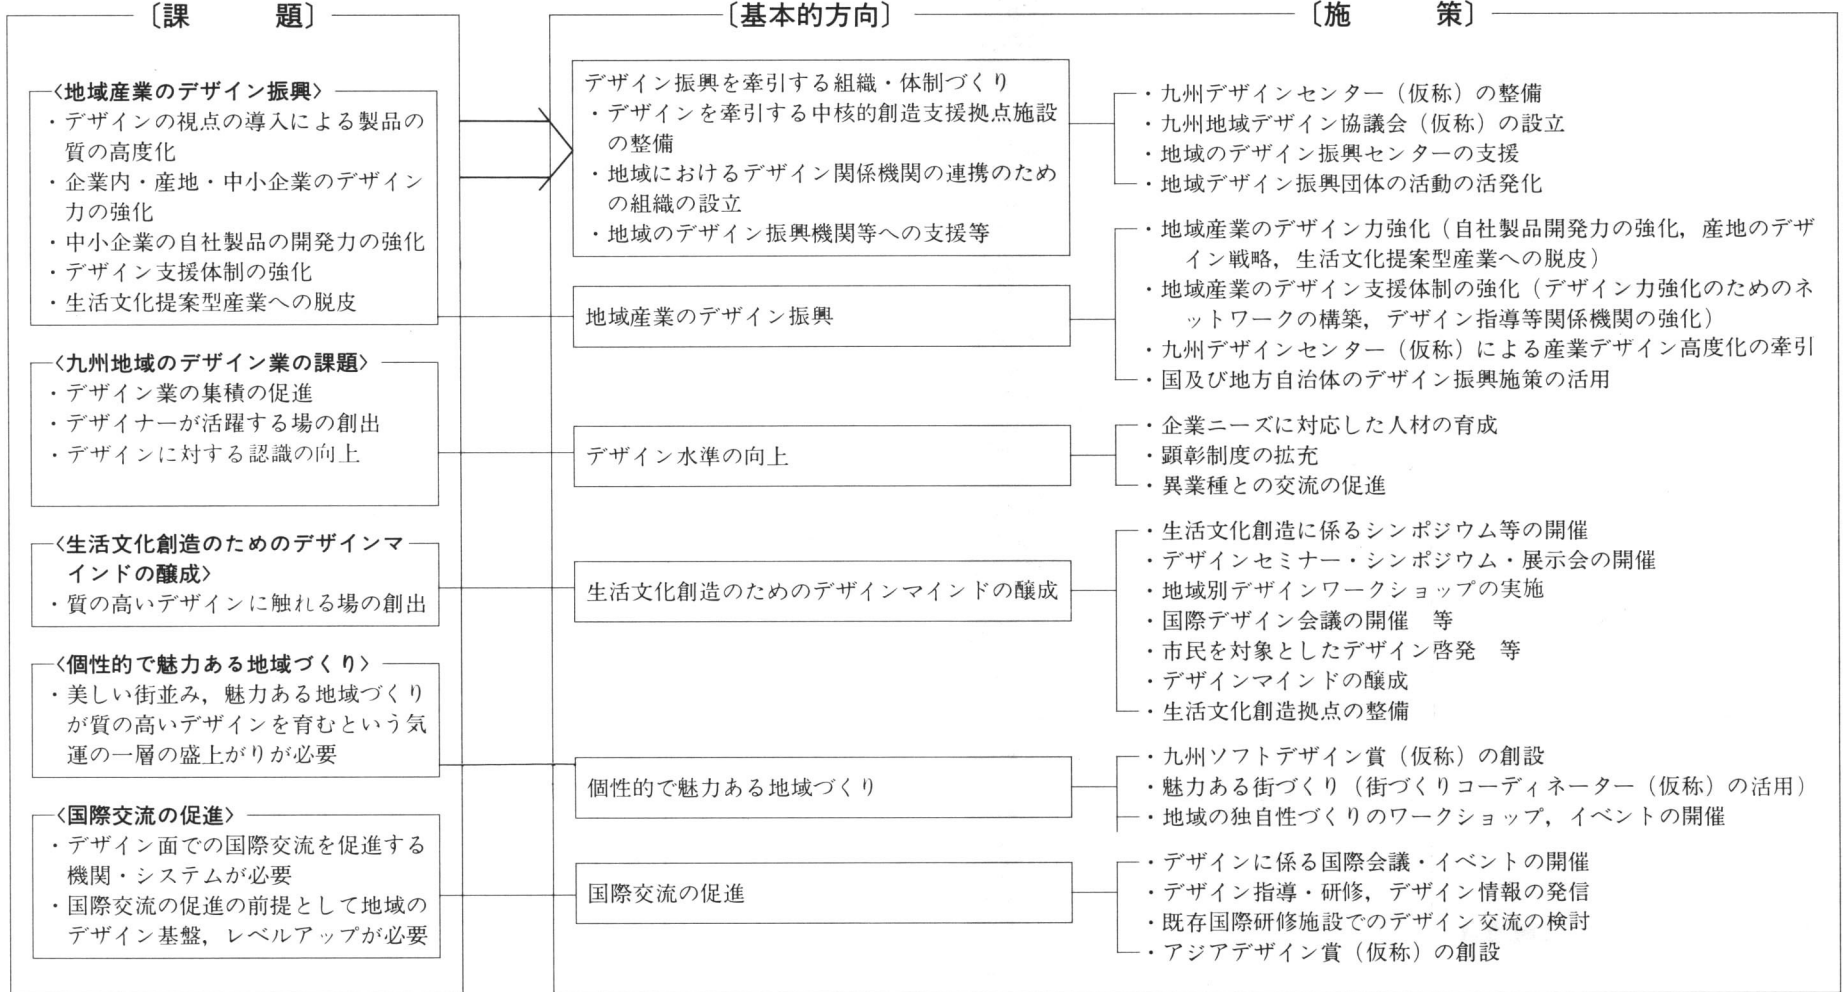 〔課　　題〕
〈地域産業のデザイン振興〉
・デザインの視点の導入による製品の
質の高度化
・企業内・産地・中小企業のデザイン
力の強化
・中小企業の自社製品の開発力の強化
・デザイン支援体制の強化
・生活文化提案型産業への脱皮
〈九州地域のデザイン業の課題〉
・デザイン業の集積の促進
・デザイナーが活躍する場の創出
・デザインに対する認識の向上
〈生活文化創造のためのデザインマ
インドの醸成〉
・質の高いデザインに触れる場の創出
〈個性的で魅力ある地域づくり〉
・美しい街並み，魅力ある地域づくり
が質の高いデザインを育むという気
運の一層の盛上がりが必要
〈国際交流の促進〉
・デザイン面での国際交流を促進する
機関・システムが必要
・国際交流の促進の前提として地域の
デザイン基盤，レベルアップが必要
〔基本的方向〕
デザイン振興を牽引する組織・体制づくり
・デザインを牽引する中核的創造支援拠点施設
の整備
・地域におけるデザイン関係機関の連携のため
の組織の設立
・地域のデザイン振興機関等への支援等
地域産業のデザイン振興
デザイン水準の向上
生活文化創造のためのデザインマインドの醸成
個性的で魅力ある地域づくり
国際交流の促進
〔施　　策〕
・九州デザインセンター（仮称）の整備
・九州地域デザイン協議会（仮称）の設立
・地域のデザイン振興センターの支援
・地域デザイン振興団体の活動の活発化
・地域産業のデザイン力強化（自社製品開発力の強化，産地のデザ
イン戦略，生活文化提案型産業への脱皮）
・地域産業のデザイン支援体制の強化（デザイン力強化のためのネ
ットワークの構築，デザイン指導等関係機関の強化）
・九州デザインセンター（仮称）による産業デザイン高度化の牽引
・国及び地方自治体のデザイン振興施策の活用
・企業ニーズに対応した人材の育成
・顕彰制度の拡充
・異業種との交流の促進
・生活文化創造に係るシンポジウム等の開催
・デザインセミナー・シンポジウム・展示会の開催
・地域別デザインワークショップの実施
・国際デザイン会議の開催　等
・市民を対象としたデザイン啓発　等
・デザインマインドの醸成
・生活文化創造拠点の整備
・九州ソフトデザイン賞（仮称）の創設
・魅力ある街づくり（街づくりコーディネーター（仮称）の活用）
・地域の独自性づくりのワークショップ，イベントの開催
・デザインに係る国際会議・イベントの開催
・デザイン指導・研修，デザイン情報の発信
・既存国際研修施設でのデザイン交流の検討
・アジアデザイン賞（仮称）の創設